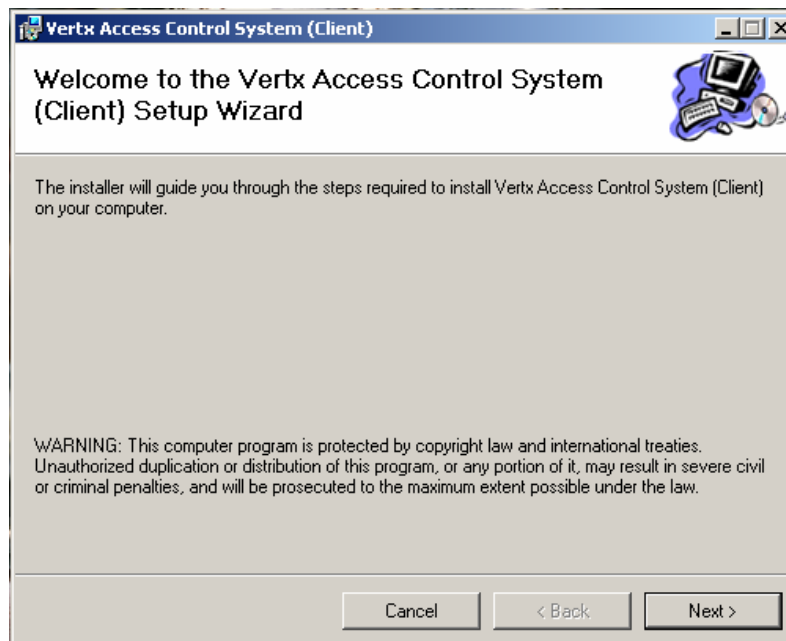 Vertx Access Control System (Client)
Welcome to the Vertx Access Control System
(Client) Setup Wizard
The installer will guide you through the steps required to install Vertx Access Control System (Client)
on your computer.
WARNING: This computer program is protected by copyright law and international treaties.
Unauthorized duplication or distribution of this program, or any portion of it, may result in severe civil
or criminal penalties, and will be prosecuted to the maximum extent possible under the law.
Cancel
< Back
Next >